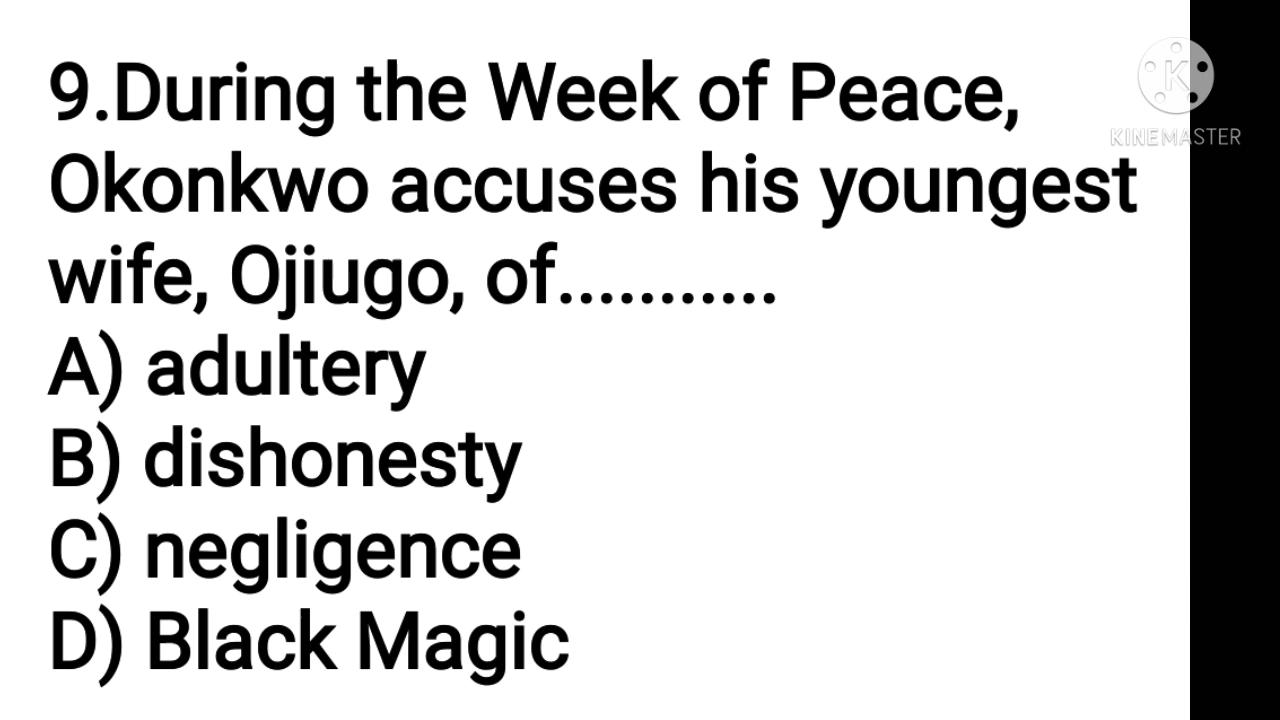 9.During the Week of Peace,
Okonkwo accuses his youngest
wife, Ojiugo, of...........
A) adultery
B) dishonesty
C) negligence
D) Black Magic
K
KINEMASTER